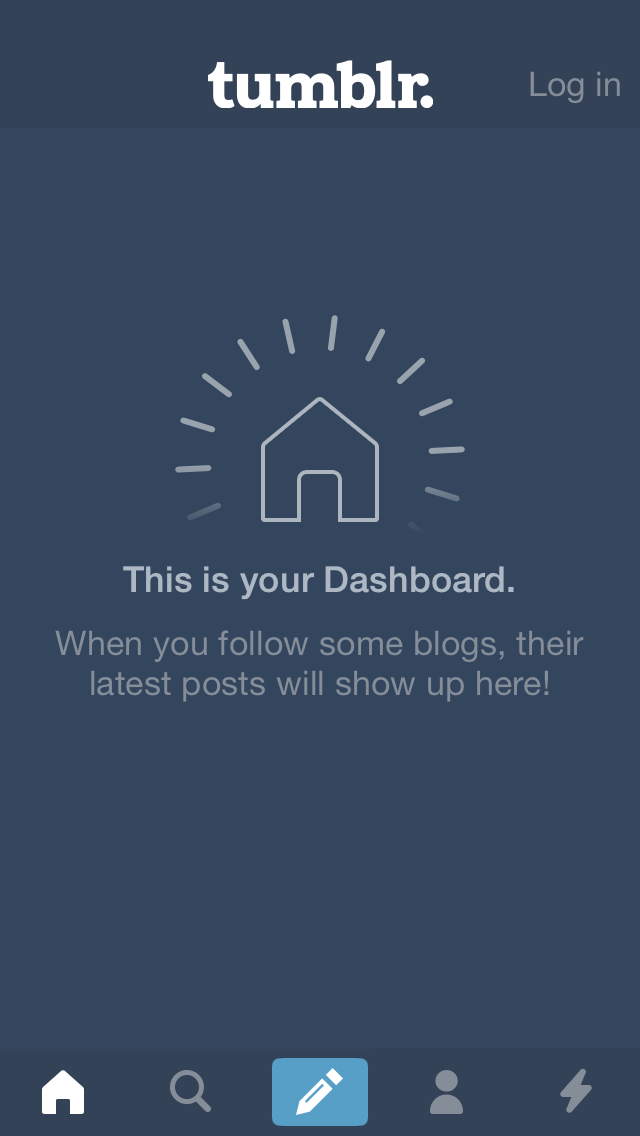 tumblr.
Log in
This is your Dashboard.
When you follow some blogs, their
latest posts will show up here!